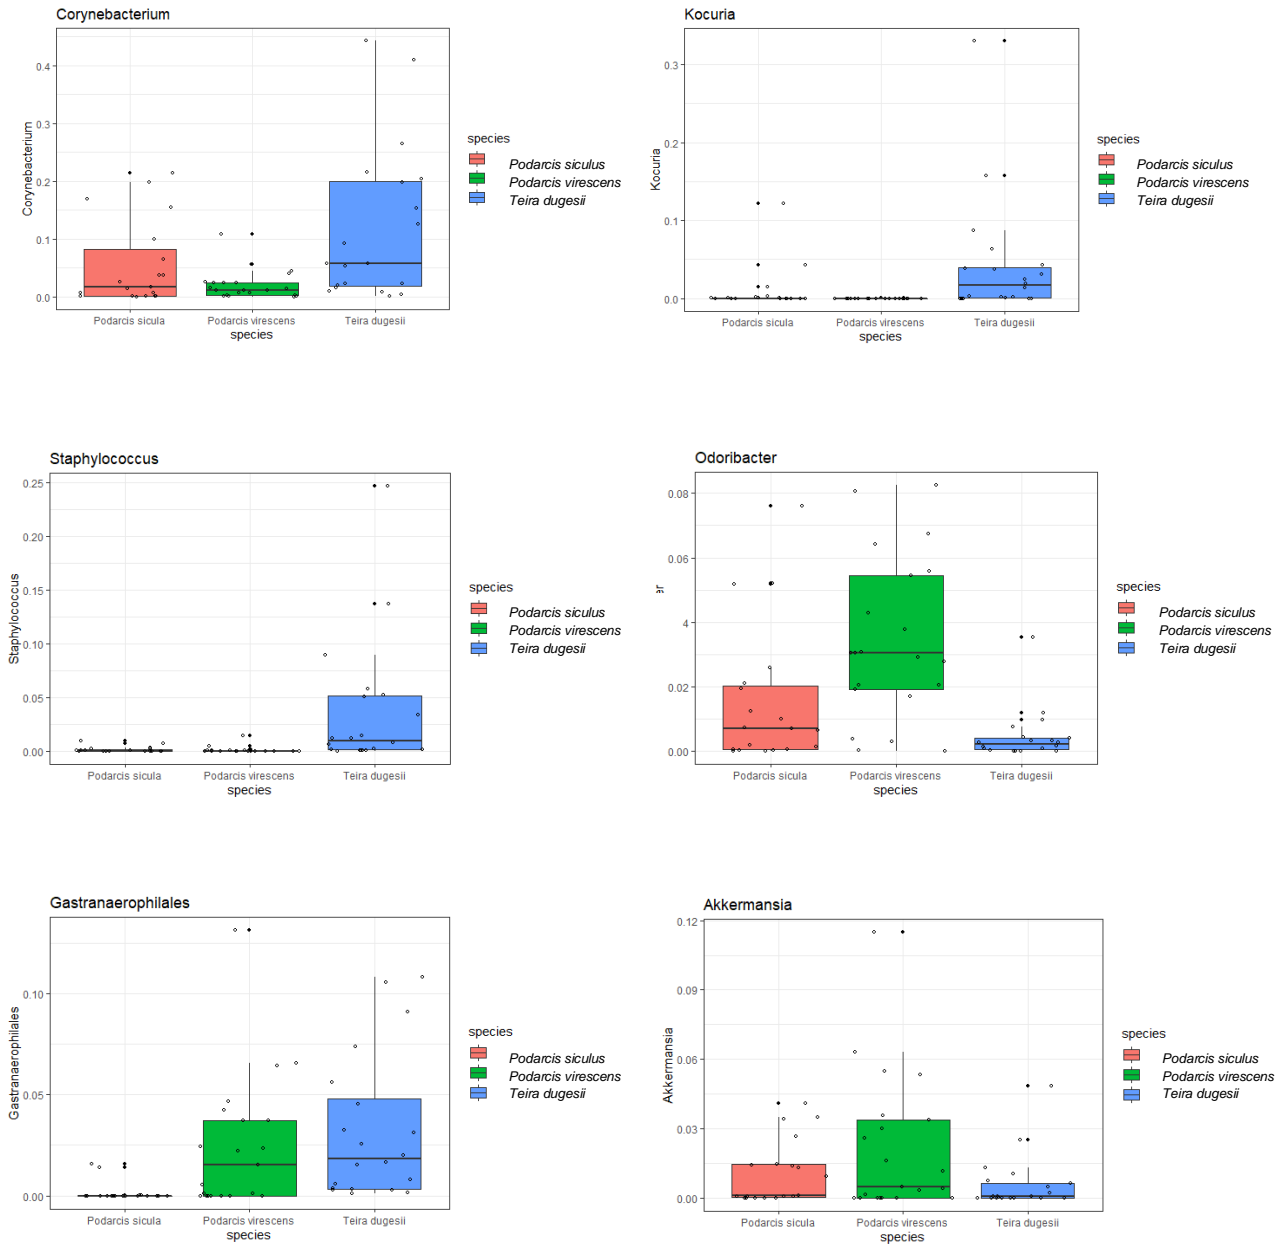 Corynebacterium
0.4
0.3
0.2
0.1
0.0
Corynebacterium
Podarcis sicula
Podarcis virescens
Teira dugesii
species
species
Podarcis siculus
Podarcis virescens
Teira dugesii
Kocuria
0.3
0.2
0.1
0.0
Kocuria
Podarcis sicula
Podarcis virescens
Teira dugesii
species
species
Podarcis siculus
Podarcis virescens
Teira dugesii
Staphylococcus
0.25
0.20
0.15
0.10
0.05
0.00
Staphylococcus
Podarcis sicula
Podarcis virescens
Teira dugesii
species
species
Podarcis siculus
Podarcis virescens
Teira dugesii
Odoribacter
0.08
0.06
4
0.02
0.00
er
Podarcis sicula
Podarcis virescens
Teira dugesii
species
species
Podarcis siculus
Podarcis virescens
Teira dugesii
Gastranaerophilales
0.10
0.05
0.00
Gastranaerophilales
Podarcis sicula
Podarcis virescens
Teira dugesii
species
species
Podarcis siculus
Podarcis virescens
Teira dugesii
Akkermansia
0.12
0.09
0.06
0.03
0.00
Akkermansia
Podarcis sicula
Podarcis virescens
Teira dugesii
species
species
Podarcis siculus
Podarcis virescens
Teira dugesii